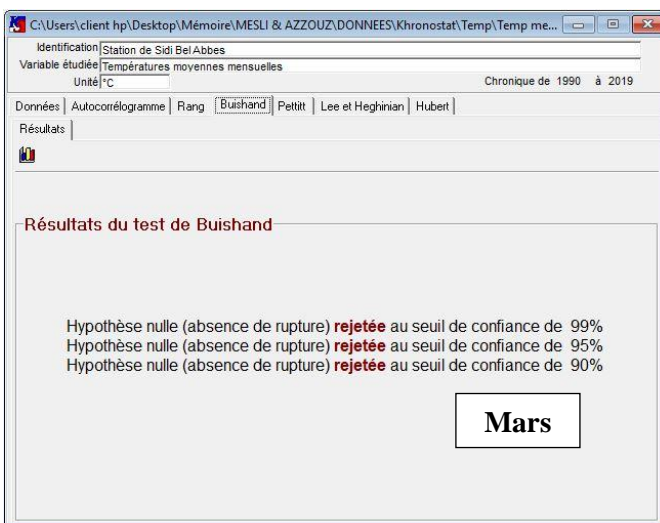 C:\Users\client hp\Desktop\Mémoire\MESLI & AZZOUZ\DONNEES\Khronostat\Temp\Temp me...
Identification Station de Sidi Bel Abbes
Variable étudiée Températures moyennes mensuelles
Unité °C Chronique de 1990 à 2019
Données Autocorrélogramme Rang Buishand Pettitt Lee et Heghinian Hubert
Résultats
Résultats du test de Buishand
Hypothèse nulle (absence de rupture) rejetée au seuil de confiance de 99%
Hypothèse nulle (absence de rupture) rejetée au seuil de confiance de 95%
Hypothèse nulle (absence de rupture) rejetée au seuil de confiance de 90%
Mars